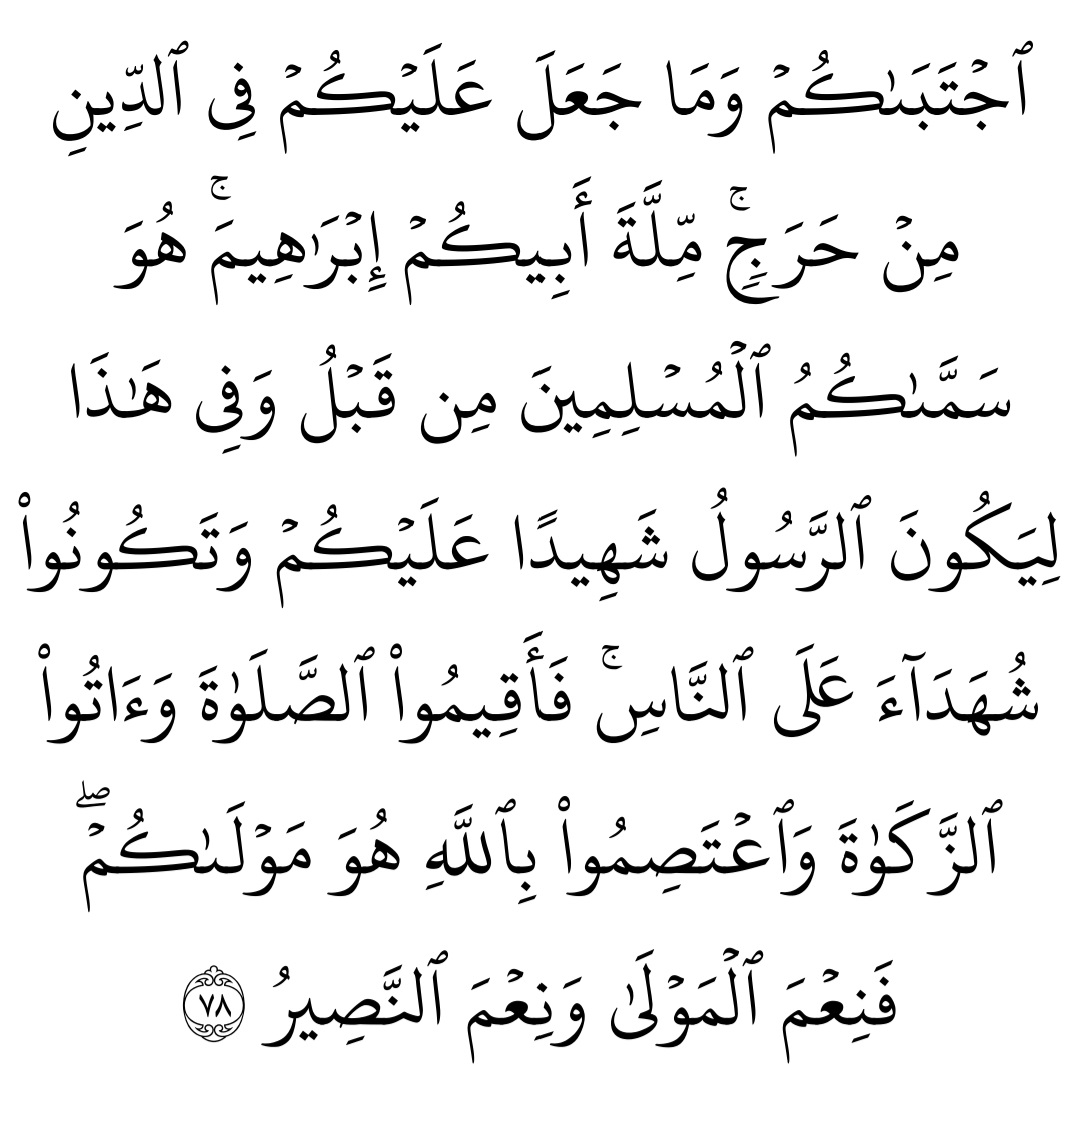 ٱجۡتَبَىٰكُمۡ وَمَا جَعَلَ عَلَيۡكُمۡ فِى ٱلدِّينِ
مِنۡ حَرَجٍۚ مِّلَّةَ أَبِيكُمۡ إِبۡرَٰهِيمَۚ هُوَ
سَمَّىٰكُمُ ٱلۡمُسۡلِمِينَ مِن قَبۡلُ وَفِى هَٰذَا
لِيَكُونَ ٱلرَّسُولُ شَهِيدًا عَلَيۡكُمۡ وَتَكُونُوا۟
شُهَدَآءَ عَلَى ٱلنَّاسِۚ فَأَقِيمُوا۟ ٱلصَّلَوٰةَ وَءَاتُوا۟
ٱلزَّكَوٰةَ وَٱعۡتَصِمُوا۟ بِٱللَّهِ هُوَ مَوۡلَىٰكُمۡۖ
فَنِعۡمَ ٱلۡمَوۡلَىٰ وَنِعۡمَ ٱلنَّصِيرُ ٧٨